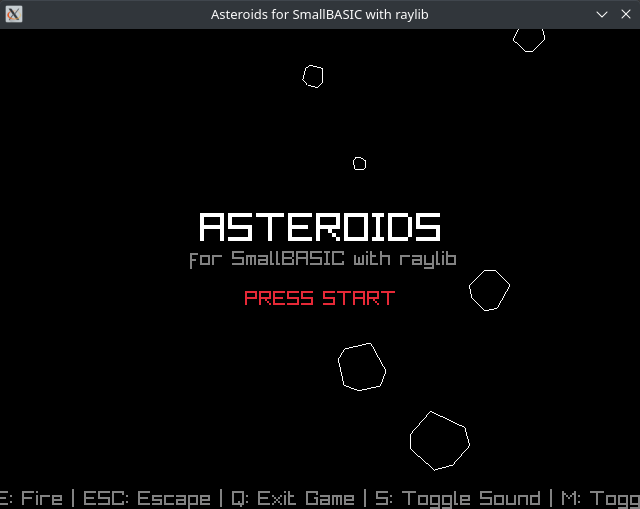 Asteroids for SmallBASIC with raylib
ASTEROIDS
for SmallBASIC with raylib
PRESS START
E: Fire | ESC: Escape | Q: Exit Game | S: Toggle Sound | M: Togg